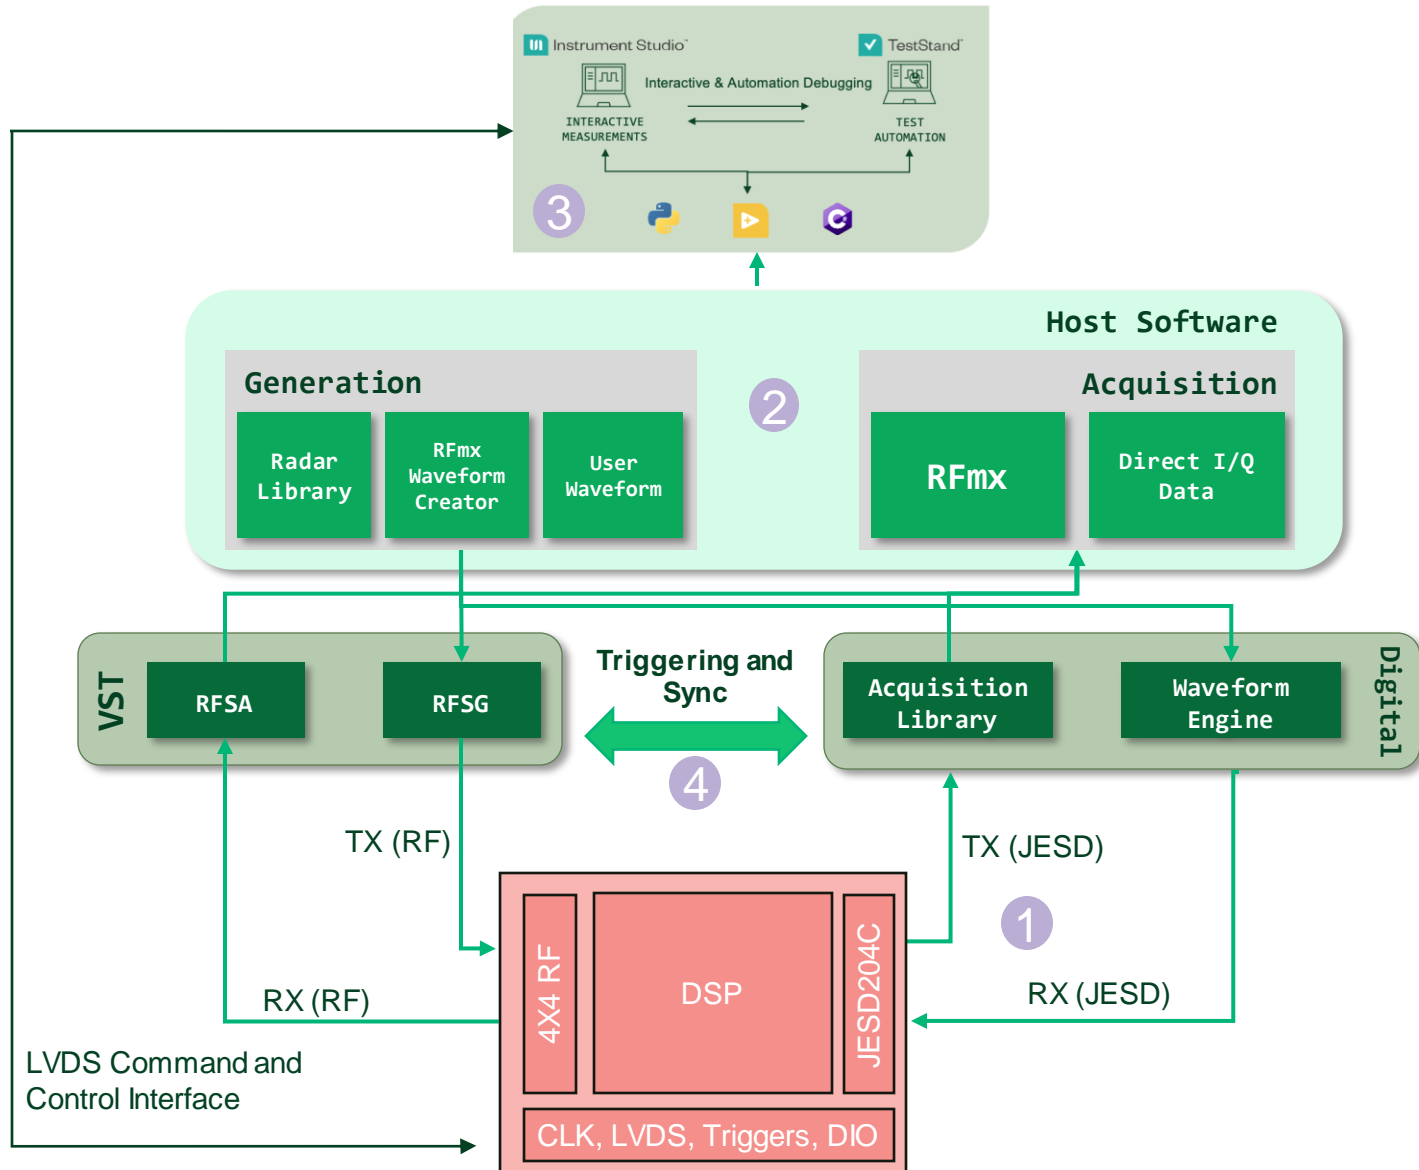 Instrument Studio™
TestStand™
Interactive & Automation Debugging
INTERACTIVE
MEASUREMENTS
TEST
AUTOMATION
3
Host Software
Generation
2
Acquisition
Radar
Library
RFmx
Waveform
Creator
User
Waveform
RFmx
Direct I/Q
Data
VST
RFSA
RFSG
Triggering and
Sync
4
Acquisition
Library
Waveform
Engine
Digital
TX (RF)
TX (JESD)
1
RX (RF)
RX (JESD)
4X4 RF
DSP
JESD204C
CLK, LVDS, Triggers, DIO
LVDS Command and
Control Interface